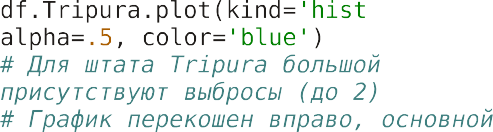 df.Tripura.plot(kind='hist
alpha=.5, color='blue')
# Для штата Tripura большой
присутствуют выбросы (до 2)
# График перекошен вправо, основной